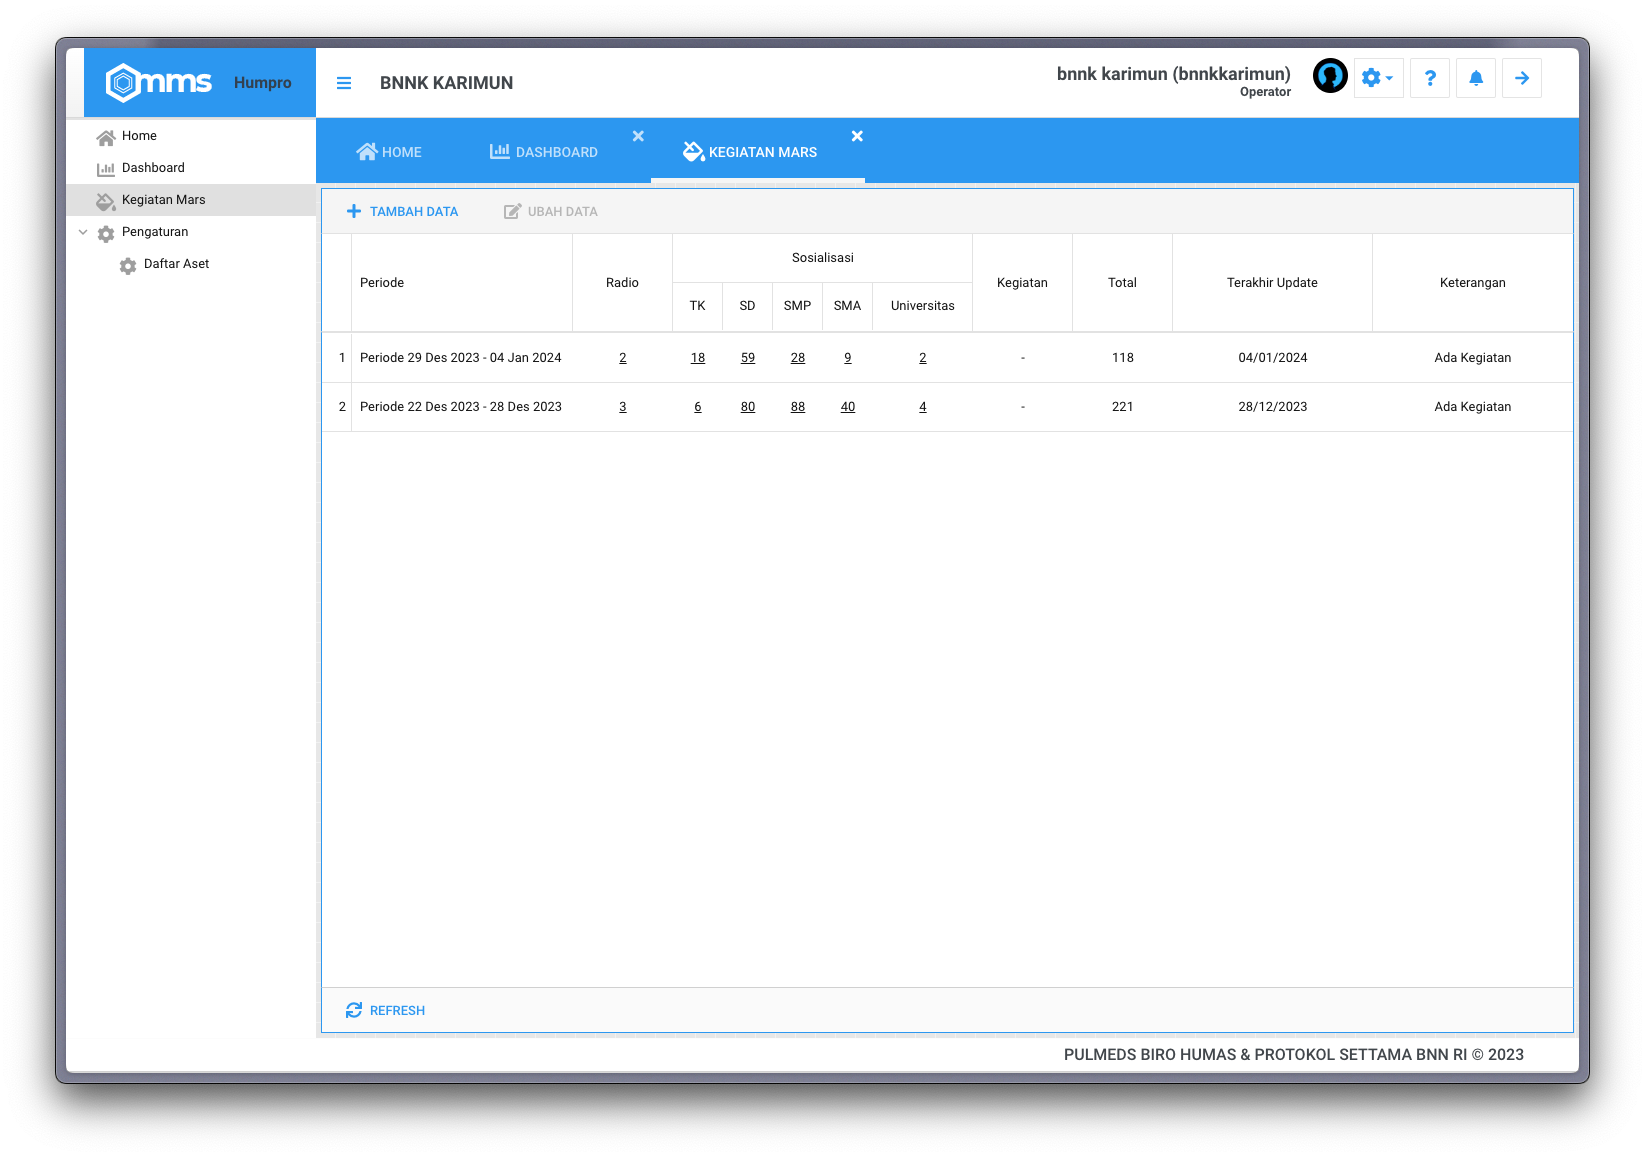 mms Humpro
BNNK KARIMUN
bnnk karimun (bnnkkarimun)
Operator
?
Home
Dashboard
Kegiatan Mars
Pengaturan
Daftar Aset
HOME
DASHBOARD
KEGIATAN MARS
TAMBAH DATA
UBAH DATA
Periode Radio Sosialisasi Kegiatan Total Terakhir Update Keterangan
TK SD SMP SMA Universitas
1 Periode 29 Des 2023 - 04 Jan 2024 2 18 59 28 9 2 - 118 04/01/2024 Ada Kegiatan
2 Periode 22 Des 2023 - 28 Des 2023 3 6 80 88 40 4 - 221 28/12/2023 Ada Kegiatan
REFRESH
PULMEDS BIRO HUMAS & PROTOKOL SETTAMA BNN RI © 2023